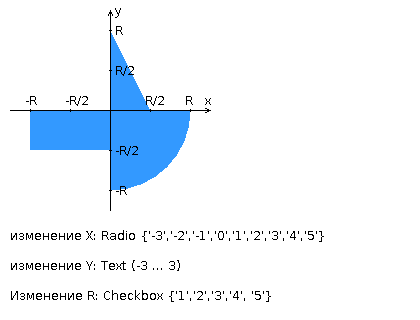 y
R
R/2
-R -R/2 R/2 R x
-R/2
-R
изменение X: Radio {'-3','-2','-1','0','1','2','3','4','5'}
изменение Y: Text (-3 ... 3)
Изменение R: Checkbox {'1','2','3','4', '5'}